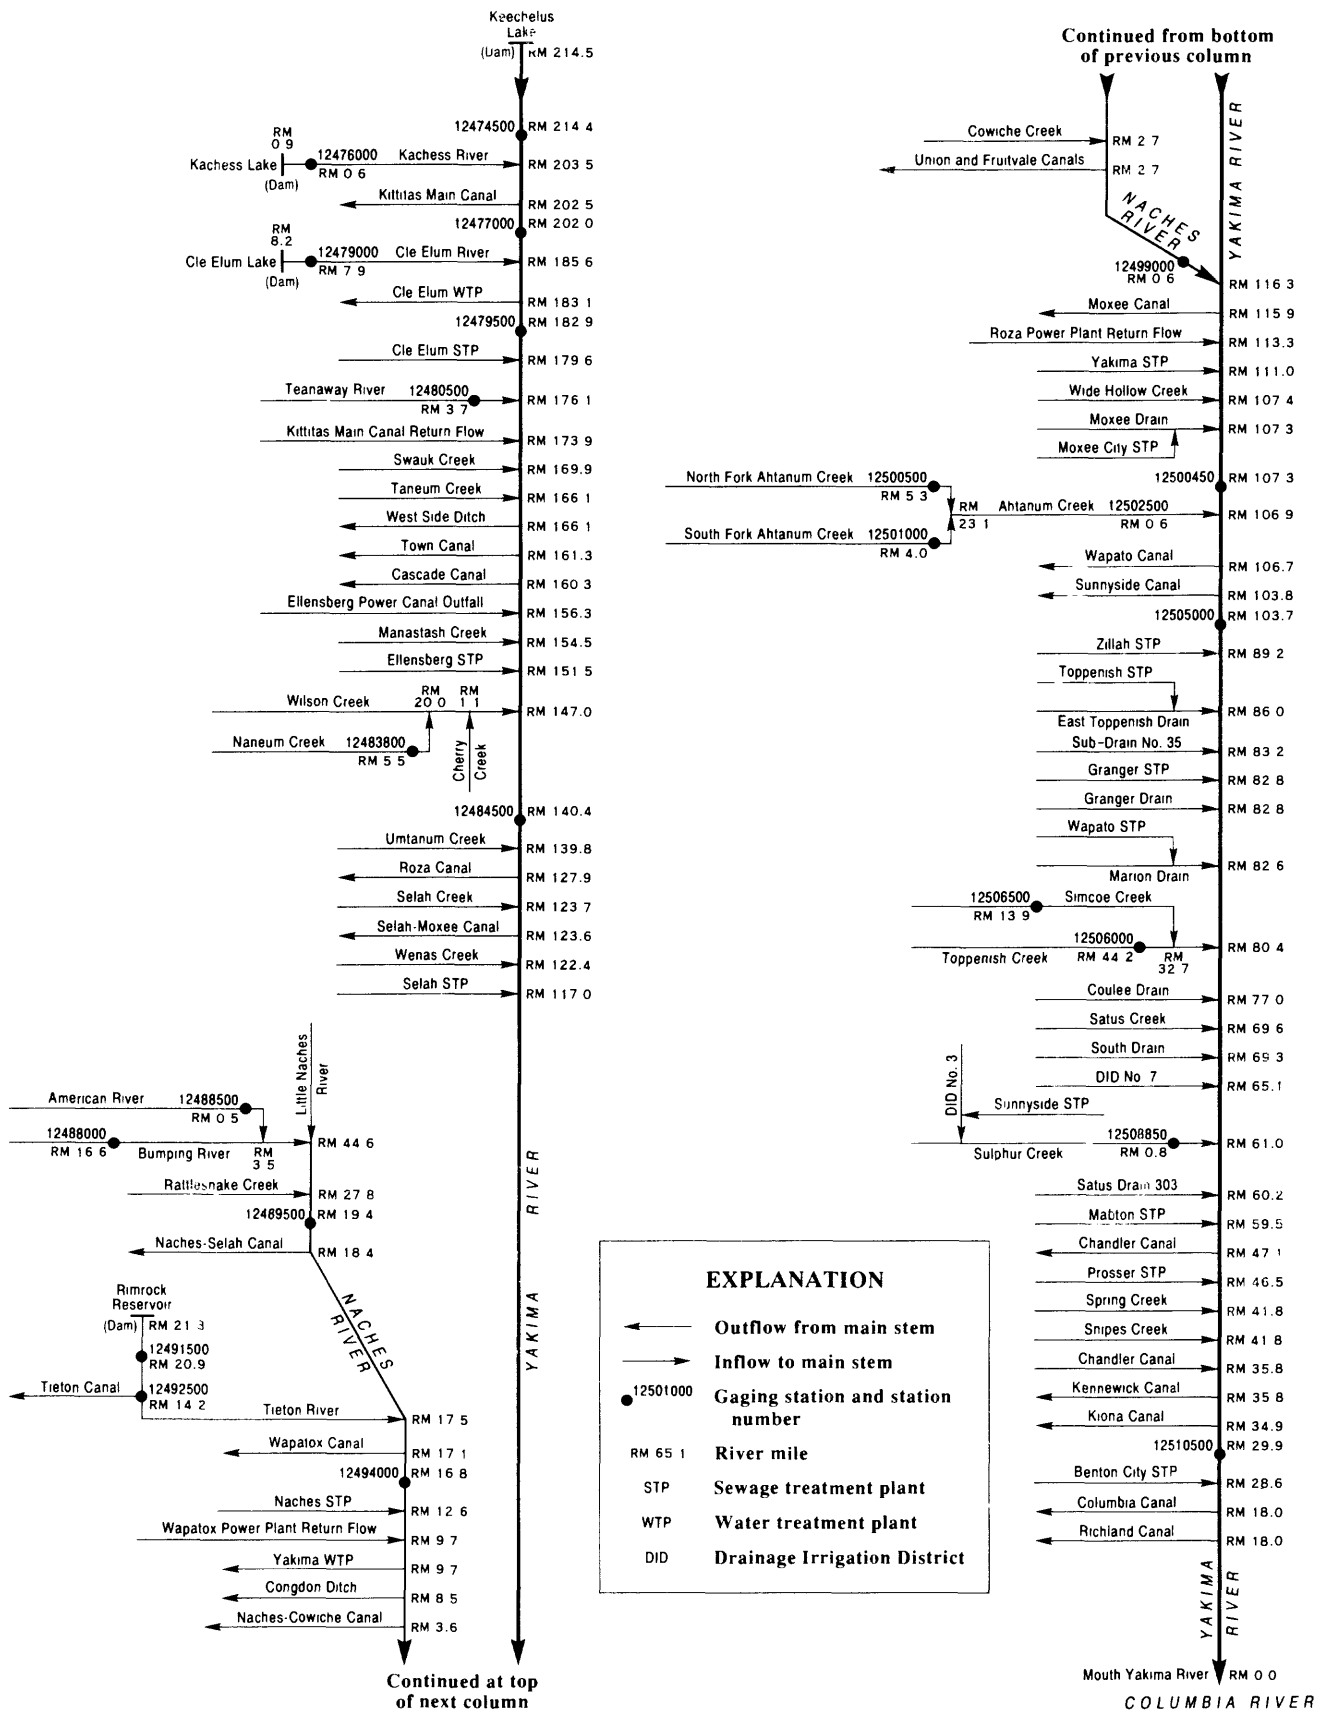 Keechelus
Lake
(Dam) RM 214.5
12474500 RM 214 4
RM
0 9
Kachess Lake
(Dam)
12476000 Kachess River
RM 0 6
RM 203 5
Kittitas Main Canal
RM 202 5
12477000 RM 202 0
RM
8.2
Cle Elum Lake
(Dam)
12479000 Cle Elum River
RM 7 9
RM 185 6
Cle Elum WTP
RM 183 1
12479500 RM 182 9
Cle Elum STP
RM 179 6
Teanaway River 12480500
RM 3 7
RM 176 1
Kittitas Main Canal Return Flow
RM 173 9
Swauk Creek
RM 169.9
Taneum Creek
RM 166 1
West Side Ditch
RM 166 1
Town Canal
RM 161.3
Cascade Canal
RM 160 3
Ellensberg Power Canal Outfall
RM 156.3
Manastash Creek
RM 154.5
Ellensberg STP
RM 151 5
Wilson Creek
RM
20 0
RM
1 1
RM 147.0
Naneum Creek 12483800
RM 5 5
Cherry
Creek
12484500 RM 140.4
Umtanum Creek
RM 139.8
Roza Canal
RM 127.9
Selah Creek
RM 123 7
Selah-Moxee Canal
RM 123.6
Wenas Creek
RM 122.4
Selah STP
RM 117 0
Little Naches
River
American River 12488500
RM 0 5
12488000
RM 16 6
Bumping River
RM
3 5
RM 44 6
Rattlesnake Creek
RM 27 8
12489500 RM 19 4
Naches-Selah Canal
RM 18 4
NACHES
RIVER
Rimrock
Reservoir
(Dam) RM 21 3
12491500
RM 20.9
Tieton Canal
12492500
RM 14 2
Tieton River
RM 17 5
Wapatox Canal
RM 17 1
12494000 RM 16 8
Naches STP
RM 12 6
Wapatox Power Plant Return Flow
RM 9 7
Yakima WTP
RM 9 7
Congdon Ditch
RM 8 5
Naches-Cowiche Canal
RM 3.6
YAKIMA RIVER
Continued at top
of next column
EXPLANATION
Outflow from main stem
Inflow to main stem
12501000 Gaging station and station
number
RM 65 1 River mile
STP Sewage treatment plant
WTP Water treatment plant
DID Drainage Irrigation District
Continued from bottom
of previous column
YAKIMA RIVER
Cowiche Creek
RM 2 7
Union and Fruitvale Canals
RM 2 7
NACHES
RIVER
12499000
RM 0 6
RM 116 3
Moxee Canal
RM 115 9
Roza Power Plant Return Flow
RM 113.3
Yakima STP
RM 111.0
Wide Hollow Creek
RM 107 4
Moxee Drain
RM 107 3
Moxee City STP
12500450 RM 107 3
North Fork Ahtanum Creek 12500500
RM 5 3
RM
23 1
Ahtanum Creek 12502500
RM 0 6
RM 106 9
South Fork Ahtanum Creek 12501000
RM 4.0
Wapato Canal
RM 106.7
Sunnyside Canal
RM 103.8
12505000 RM 103.7
Zillah STP
RM 89 2
Toppenish STP
East Toppenish Drain
RM 86 0
Sub-Drain No. 35
RM 83 2
Granger STP
RM 82 8
Granger Drain
RM 82 8
Wapato STP
Marion Drain
RM 82 6
12506500 Simcoe Creek
RM 13 9
12506000
Toppenish Creek RM 44 2
RM
32 7
RM 80 4
Coulee Drain
RM 77 0
Satus Creek
RM 69 6
South Drain
RM 69 3
DID No 7
RM 65.1
DID No. 3
Sunnyside STP
Sulphur Creek
12508850
RM 0.8
RM 61.0
Satus Drain 303
RM 60.2
Mabton STP
RM 59.5
Chandler Canal
RM 47 1
Prosser STP
RM 46.5
Spring Creek
RM 41.8
Snipes Creek
RM 41 8
Chandler Canal
RM 35.8
Kennewick Canal
RM 35 8
Kiona Canal
RM 34.9
12510500 RM 29.9
Benton City STP
RM 28.6
Columbia Canal
RM 18.0
Richland Canal
RM 18.0
YAKIMA
RIVER
Mouth Yakima River RM 0 0
COLUMBIA RIVER